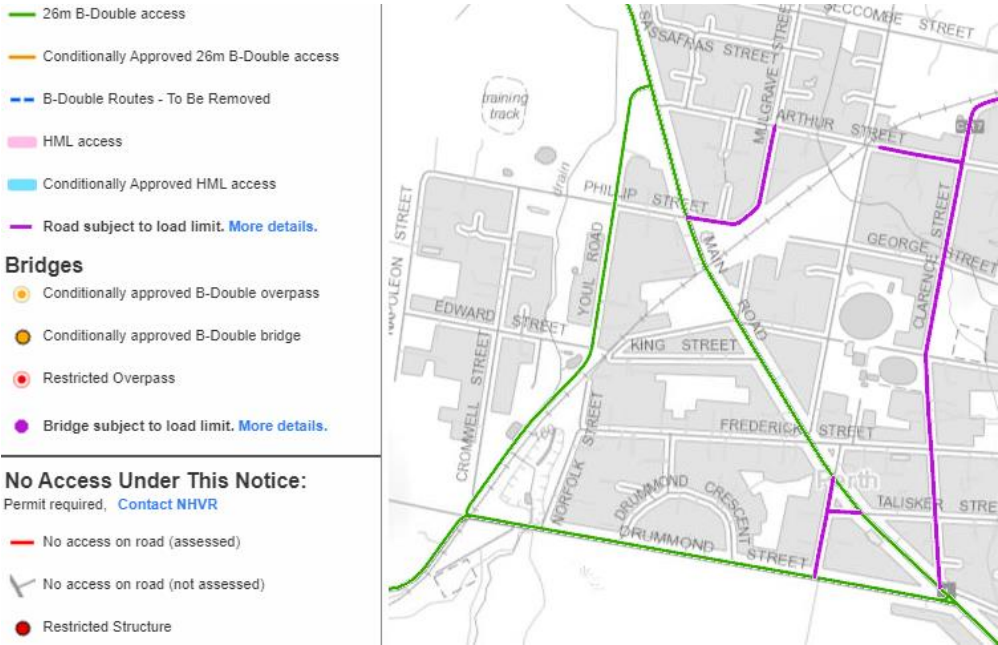 26m B-Double access
Conditionally Approved 26m B-Double access
B-Double Routes - To Be Removed
HML access
Conditionally Approved HML access
Road subject to load limit. More details.
Bridges
Conditionally approved B-Double overpass
Conditionally approved B-Double bridge
Restricted Overpass
Bridge subject to load limit. More details.
No Access Under This Notice:
Permit required, Contact NHVR
No access on road (assessed)
No access on road (not assessed)
Restricted Structure
SECCOMBE STREET
SASSAFRAS STREET
MULGRAVE STREET
training
track
ARTHUR STREET
drain
PHILLIP STREET
STREET
MAIN ROAD
YOUL ROAD
GEORGE STREET
CLARENCE STREET
EDWARD STREET
KING STREET
CROMWELL STREET
NORFOLK STREET
FREDERICK STREET
Perth
TALISKER STRE
DRUMMOND CRESCENT
DRUMMOND STREET